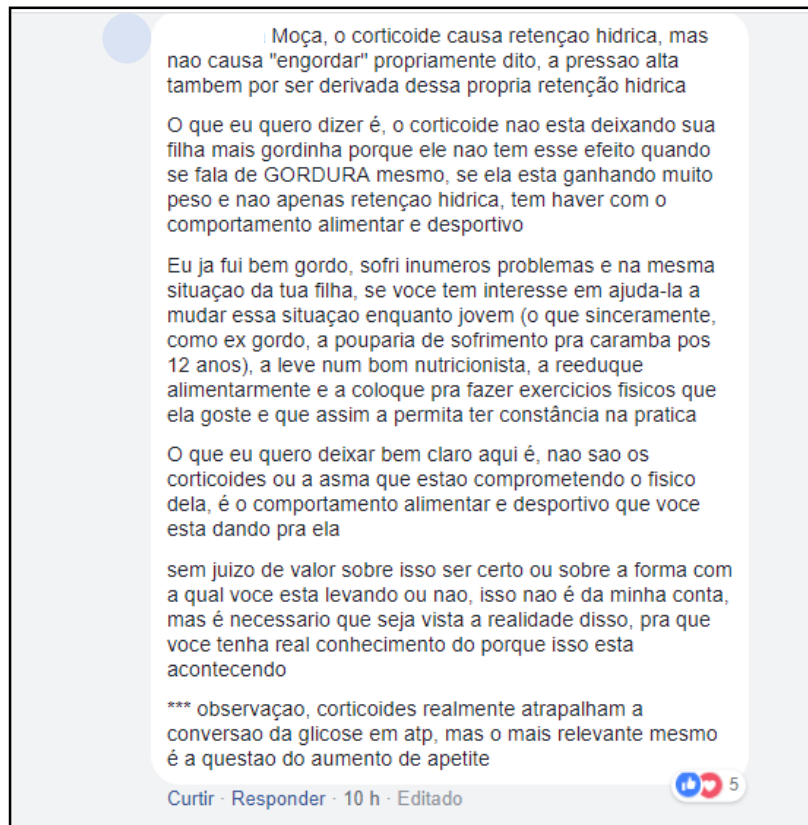 Moça, o corticoide causa retençao hidrica, mas
nao causa "engordar" propriamente dito, a pressao alta
tambem por ser derivada dessa propria retenção hidrica
O que eu quero dizer é, o corticoide nao esta deixando sua
filha mais gordinha porque ele nao tem esse efeito quando
se fala de GORDURA mesmo, se ela esta ganhando muito
peso e nao apenas retençao hidrica, tem haver com o
comportamento alimentar e desportivo
Eu ja fui bem gordo, sofri inumeros problemas e na mesma
situaçao da tua filha, se voce tem interesse em ajuda-la a
mudar essa situaçao enquanto jovem (o que sinceramente,
como ex gordo, a pouparia de sofrimento pra caramba pos
12 anos), a leve num bom nutricionista, a reeduque
alimentarmente e a coloque pra fazer exercicios fisicos que
ela goste e que assim a permita ter constância na pratica
O que eu quero deixar bem claro aqui é, nao sao os
corticoides ou a asma que estao comprometendo o fisico
dela, é o comportamento alimentar e desportivo que voce
esta dando pra ela
sem juizo de valor sobre isso ser certo ou sobre a forma com
a qual voce esta levando ou nao, isso nao é da minha conta,
mas é necessario que seja vista a realidade disso, pra que
voce tenha real conhecimento do porque isso esta
acontecendo
*** observaçao, corticoides realmente atrapalham a
conversao da glicose em atp, mas o mais relevante mesmo
é a questao do aumento de apetite
5
Curtir · Responder · 10 h · Editado